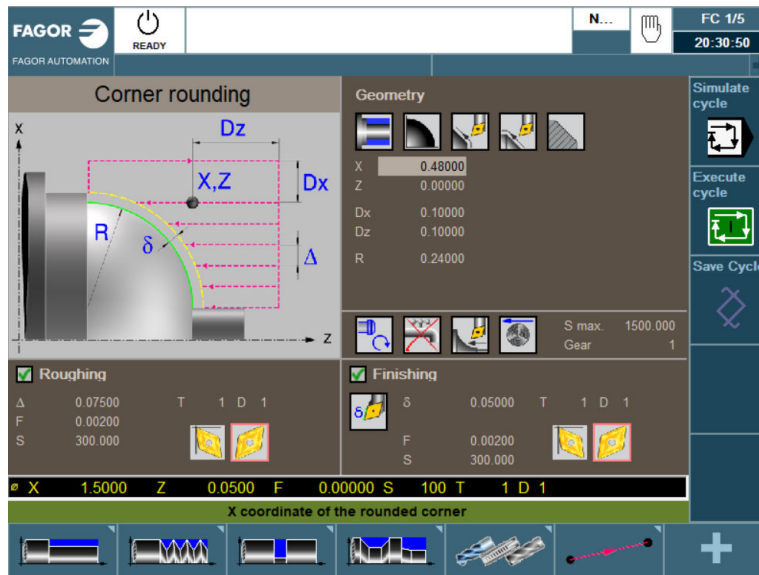 FAGOR
READY
N...
FC 1/5
20:30:50
FAGOR AUTOMATION
Corner rounding
X
Dz
X,Z
Dx
R
δ
Δ
Z
Geometry
X 0.48000
Z 0.00000
Dx 0.10000
Dz 0.10000
R 0.24000
S max. 1500.000
Gear 1
Simulate
cycle
Execute
cycle
Save Cycl
Roughing
Δ 0.07500 T 1 D 1
F 0.00200
S 300.000
Finishing
δ
δ 0.05000 T 1 D 1
F 0.00200
S 300.000
ø X 1.5000 Z 0.0500 F 0.00000 S 100 T 1 D 1
X coordinate of the rounded corner